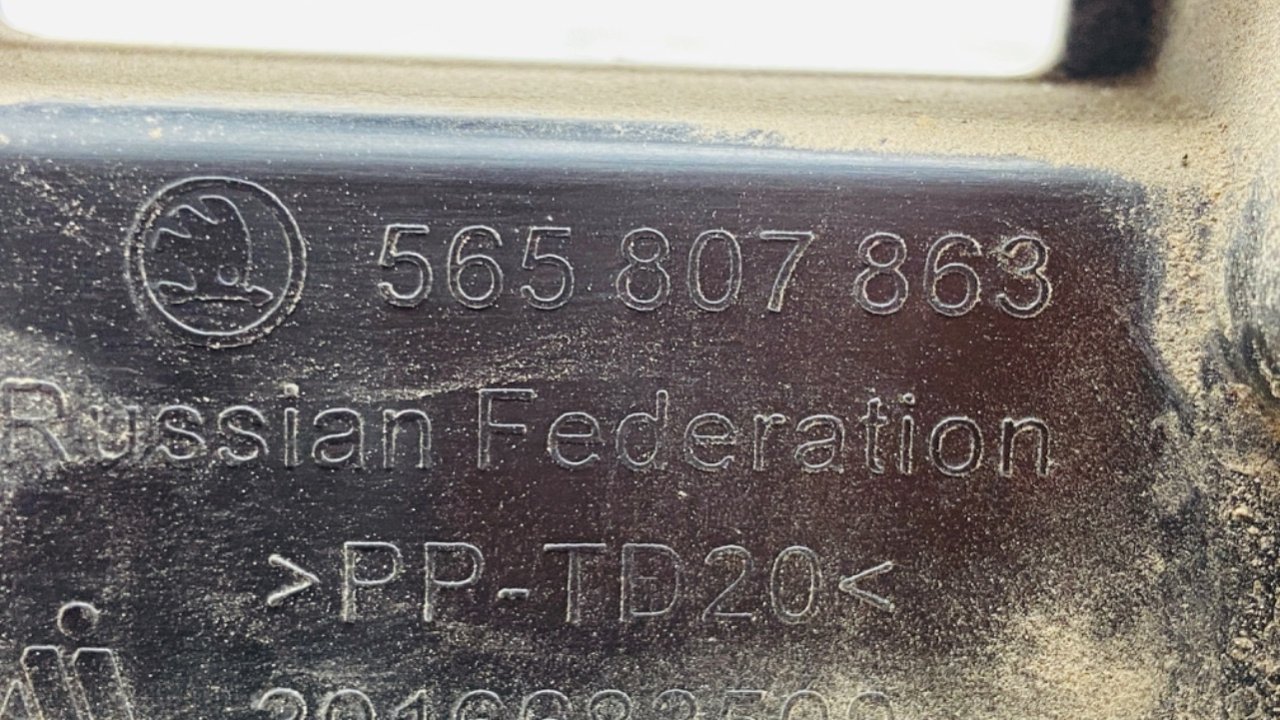 565 807 863
Russian Federation
>PP-TD20<